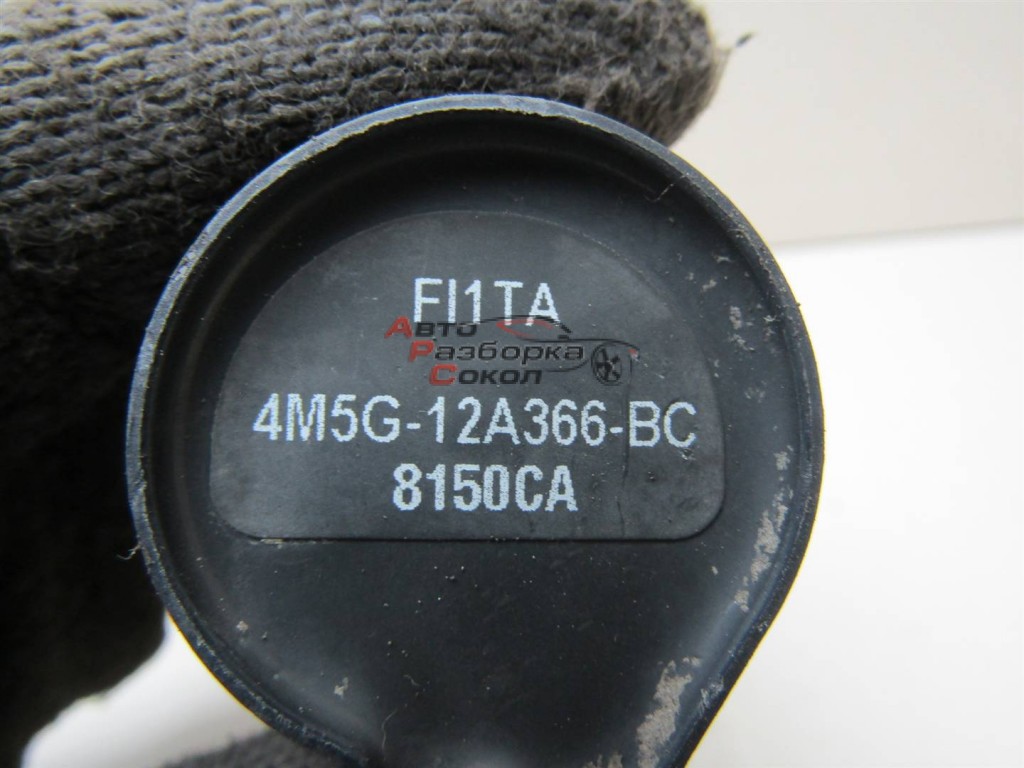 FI1TA
Авто
Разборка
Сокол
4M5G-12A366-BC
8150CA